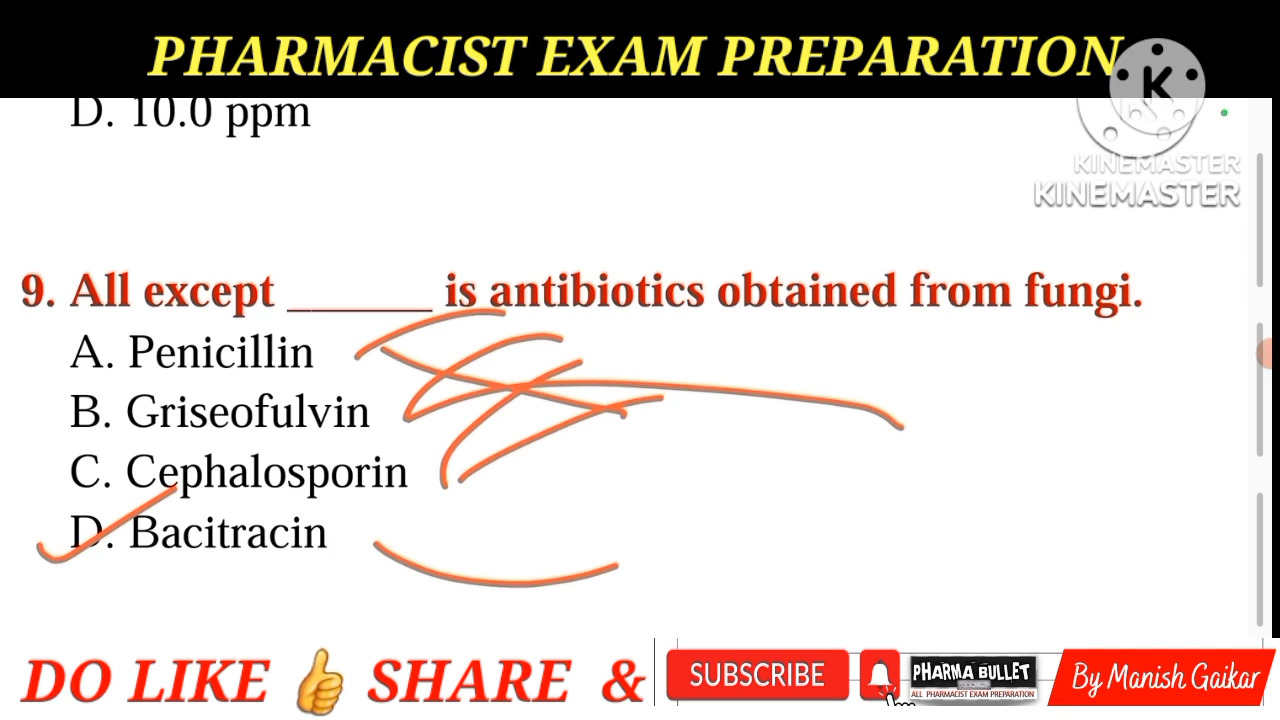 PHARMACIST EXAM PREPARATION
K
D. 10.0 ppm
KINEMASTER
KINEMASTER
9. All except ______ is antibiotics obtained from fungi.
A. Penicillin
B. Griseofulvin
C. Cephalosporin
D. Bacitracin
DO LIKE 👍 SHARE &
SUBSCRIBE
PHARMA BULLET
ALL PHARMACIST EXAM PREPARATION
By Manish Gaikar